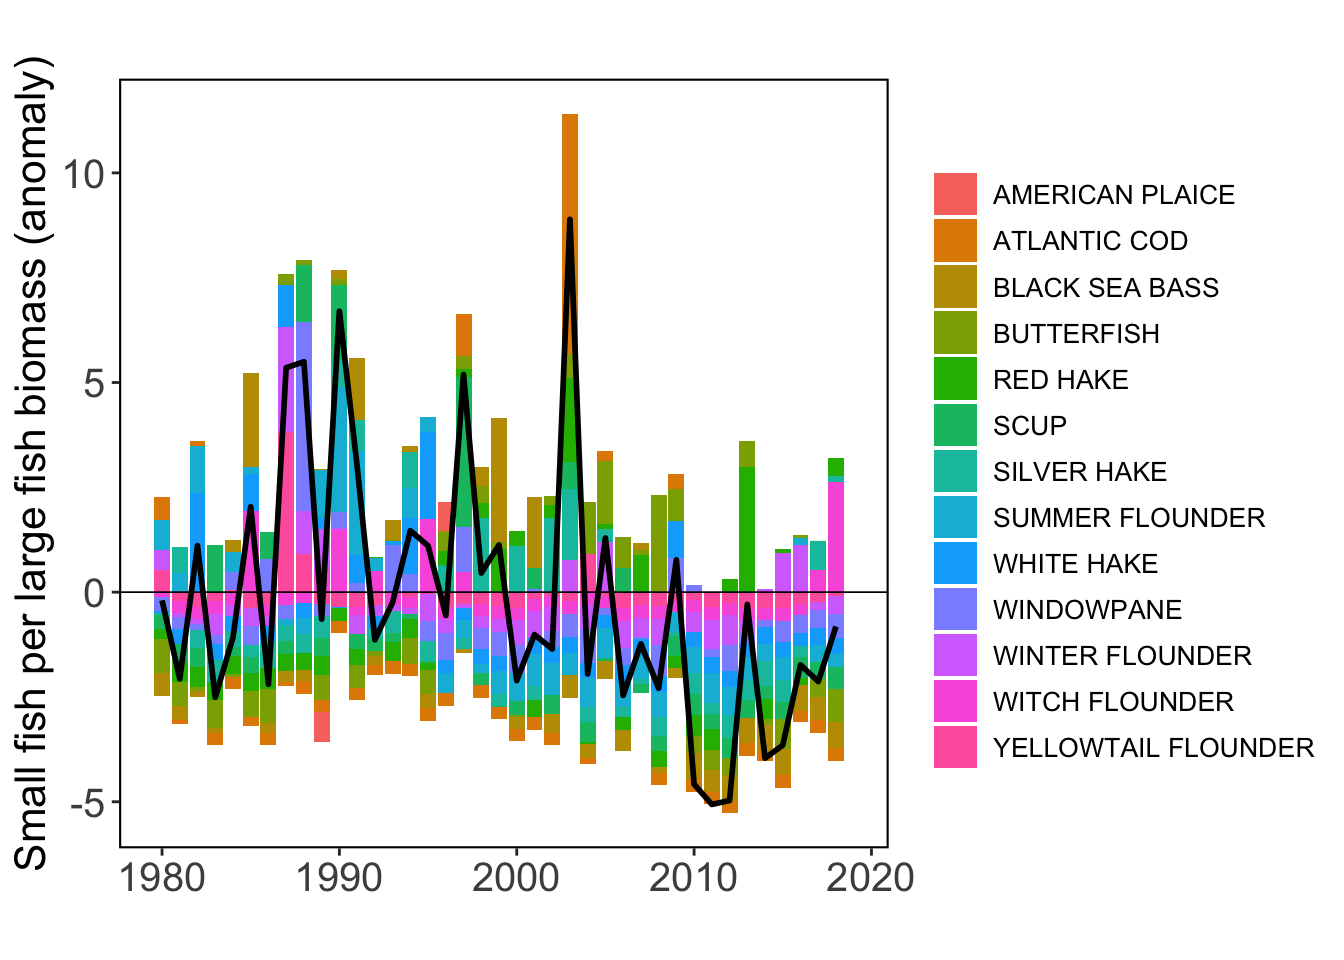 Small fish per large fish biomass (anomaly)
10
5
0
-5
1980
1990
2000
2010
2020
AMERICAN PLAICE
ATLANTIC COD
BLACK SEA BASS
BUTTERFISH
RED HAKE
SCUP
SILVER HAKE
SUMMER FLOUNDER
WHITE HAKE
WINDOWPANE
WINTER FLOUNDER
WITCH FLOUNDER
YELLOWTAIL FLOUNDER